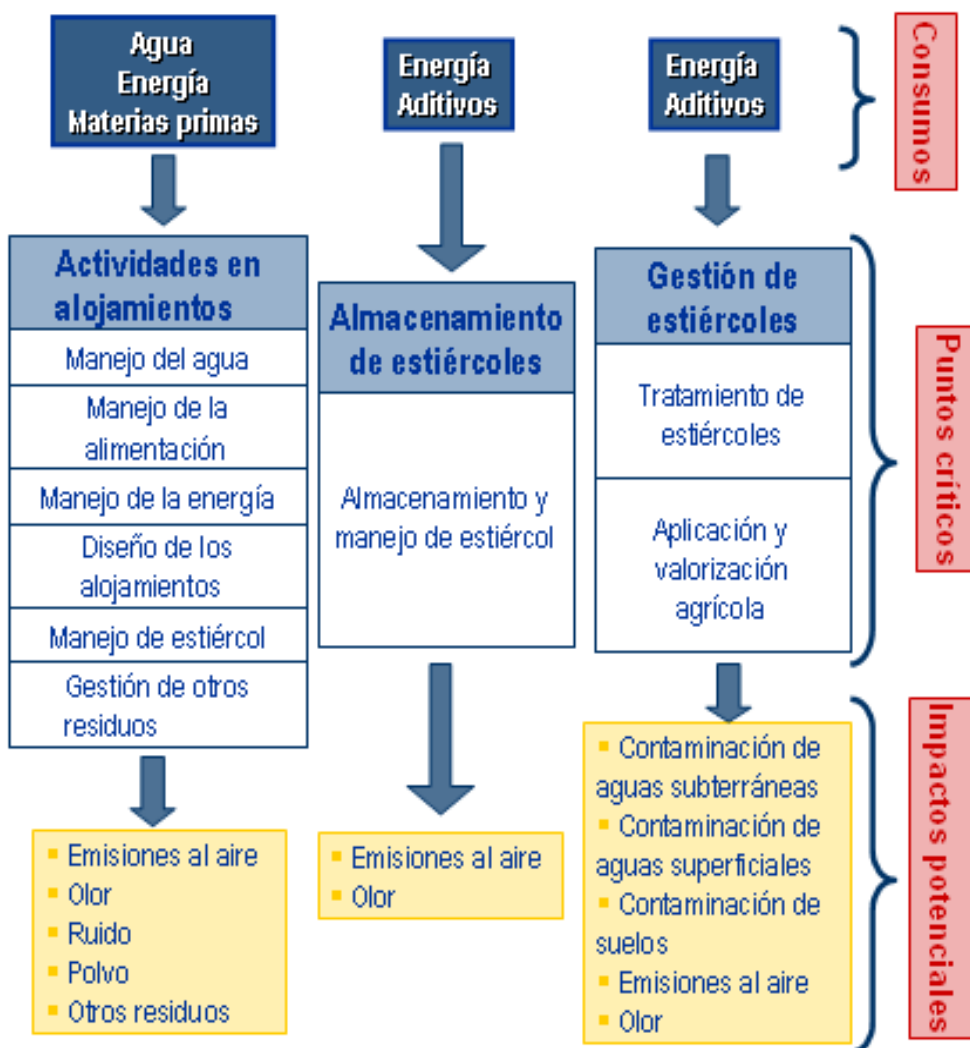 Agua
Energía
Materias primas
Energía
Aditivos
Energía
Aditivos
Consumos
Actividades en
alojamientos
Manejo del agua
Manejo de la
alimentación
Manejo de la energía
Diseño de los
alojamientos
Manejo de estiércol
Gestión de otros
residuos
Almacenamiento
de estiércoles
Almacenamiento y
manejo de estiércol
Gestión de
estiércoles
Tratamiento de
estiércoles
Aplicación y
valorización
agrícola
Puntos críticos
▪ Emisiones al aire
▪ Olor
▪ Ruido
▪ Polvo
▪ Otros residuos
▪ Emisiones al aire
▪ Olor
▪ Contaminación de
aguas subterráneas
▪ Contaminación de
aguas superficiales
▪ Contaminación de
suelos
▪ Emisiones al aire
▪ Olor
Impactos potenciales